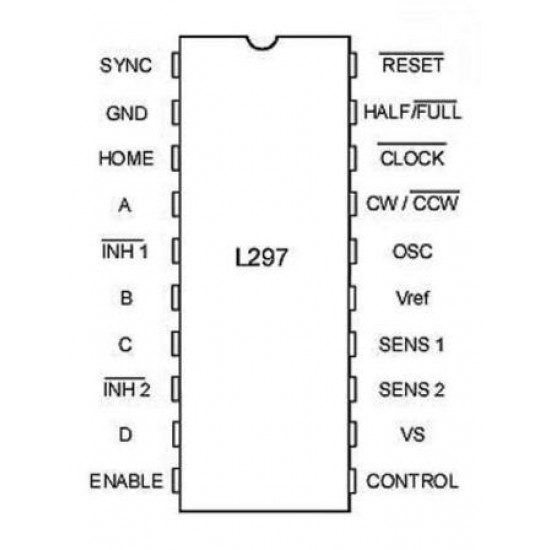 SYNC RESET
GND HALF/FULL
HOME CLOCK
A CW / CCW
INH 1 OSC
L297
B Vref
C SENS 1
INH 2 SENS 2
D VS
ENABLE CONTROL